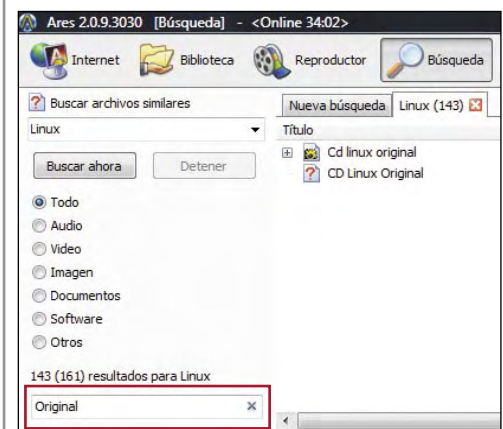 Ares 2.0.9.3030 [Búsqueda] - <Online 34:02>
Internet Biblioteca Reproductor Búsqueda
Buscar archivos similares
Linux
Buscar ahora Detener
Todo
Audio
Video
Imagen
Documentos
Software
Otros
143 (161) resultados para Linux
Original
Nueva búsqueda Linux (143)
Título
Cd linux original
CD Linux Original